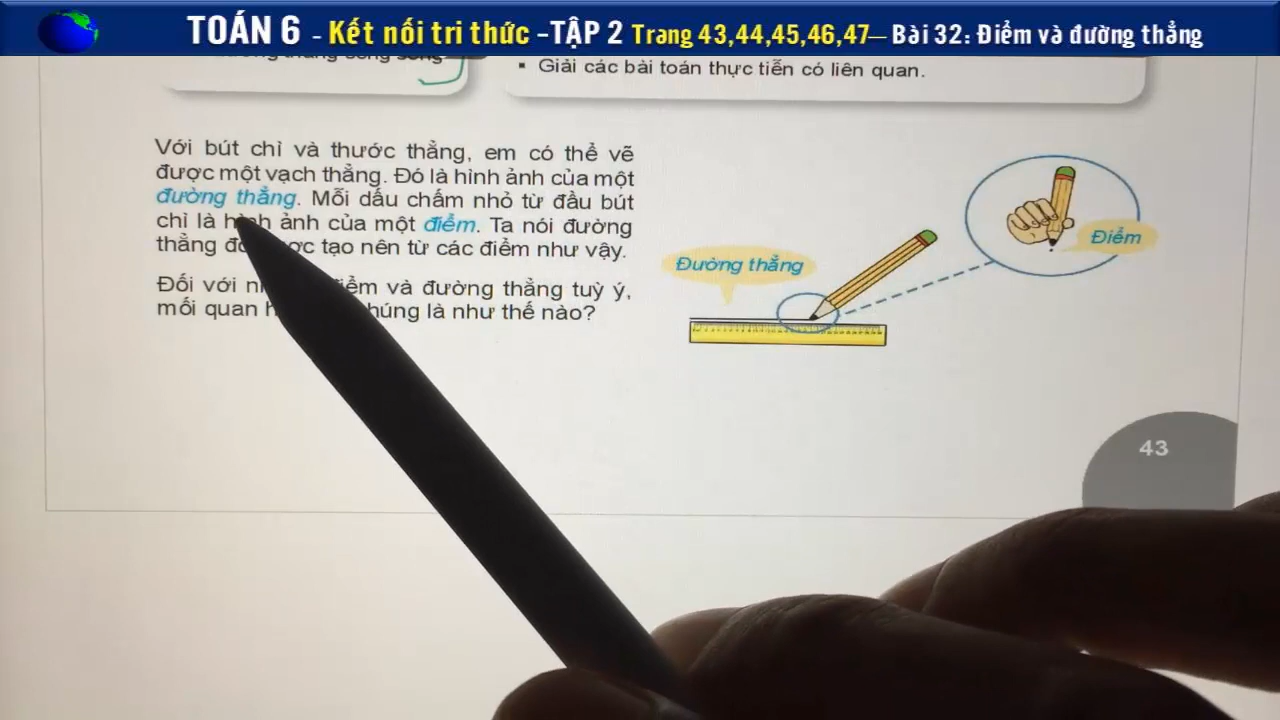 TOÁN 6 - Kết nối tri thức -TẬP 2 Trang 43,44,45,46,47- Bài 32: Điểm và đường thẳng
song
▪ Giải các bài toán thực tiễn có liên quan.
Với bút chì và thước thẳng, em có thể vẽ
được một vạch thẳng. Đó là hình ảnh của một
đường thẳng. Mỗi dấu chấm nhỏ từ đầu bút
chì là hình ảnh của một điểm. Ta nói đường
thẳng tạo nên từ các điểm như vậy.
Đối với và đường thẳng tuỳ ý,
mối quan là như thế nào?
Đường thẳng
Điểm
43